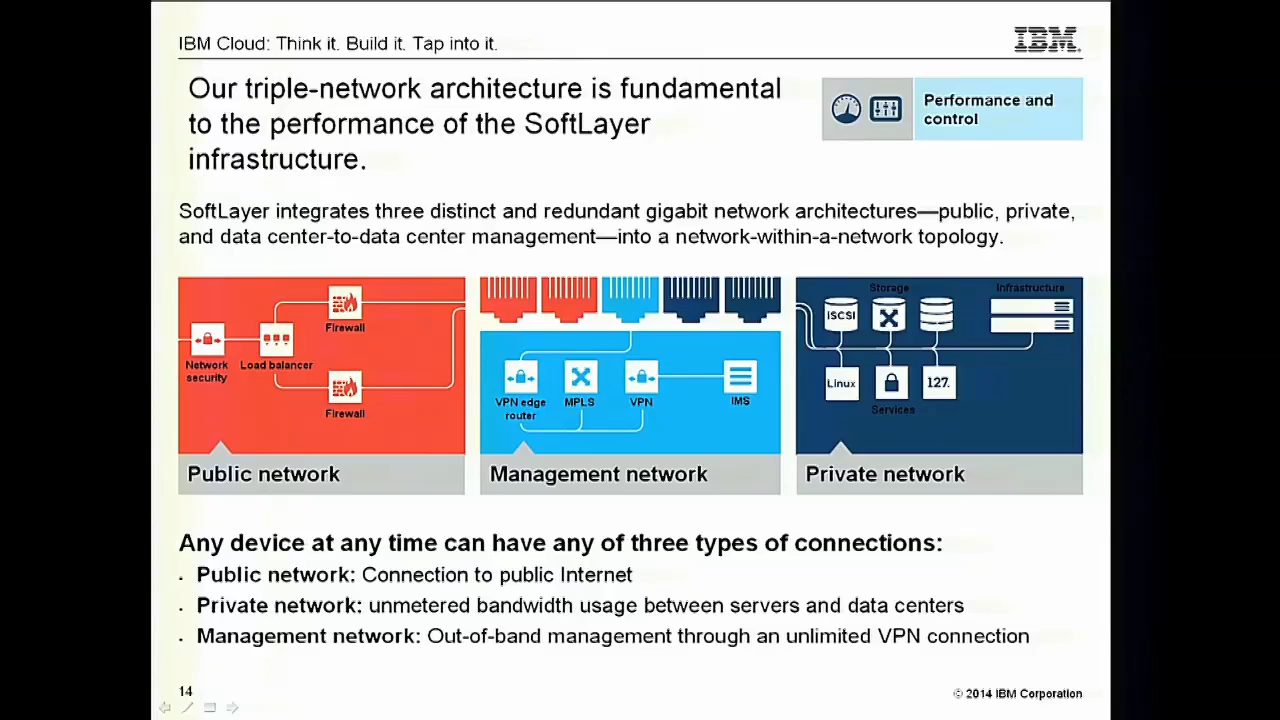 IBM Cloud: Think it. Build it. Tap into it.
IBM
Our triple-network architecture is fundamental
to the performance of the SoftLayer
infrastructure.
Performance and
control
SoftLayer integrates three distinct and redundant gigabit network architectures—public, private,
and data center-to-data center management—into a network-within-a-network topology.
Firewall
Network
security
Load balancer
Firewall
Public network
VPN edge
router
MPLS
VPN
IMS
Management network
Storage
Infrastructure
iSCSI
Linux
127.
Services
Private network
Any device at any time can have any of three types of connections:
• Public network: Connection to public Internet
• Private network: unmetered bandwidth usage between servers and data centers
• Management network: Out-of-band management through an unlimited VPN connection
14
© 2014 IBM Corporation